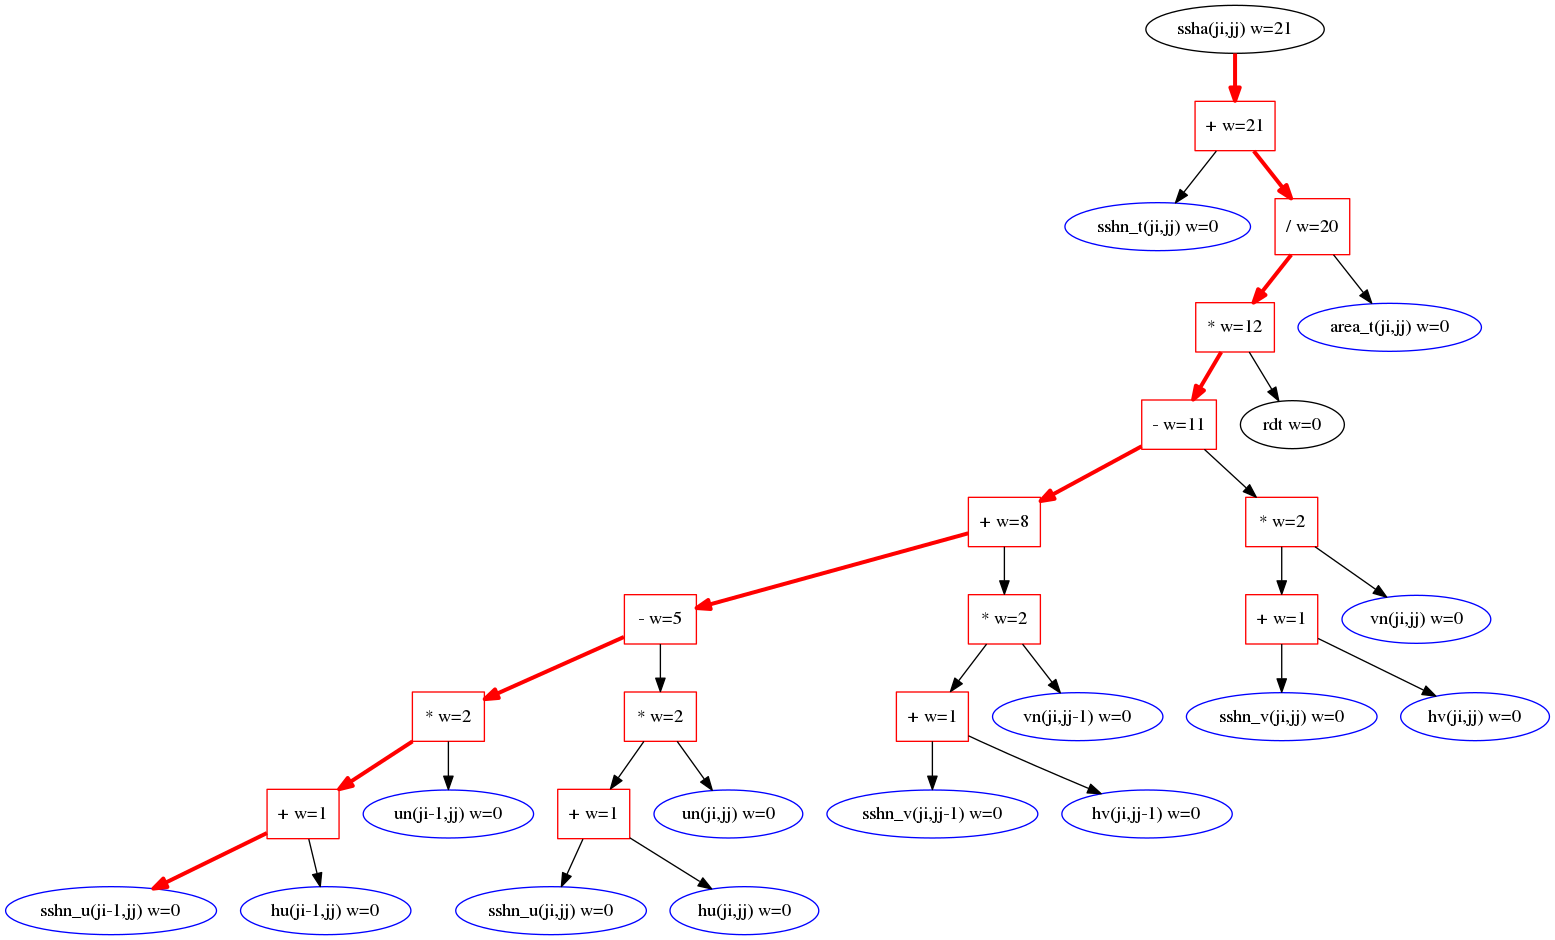 ssha(ji,jj) w=21
+ w=21
sshn_t(ji,jj) w=0
/ w=20
* w=12
area_t(ji,jj) w=0
- w=11
rdt w=0
+ w=8
* w=2
- w=5
* w=2
+ w=1
vn(ji,jj) w=0
* w=2
* w=2
+ w=1
vn(ji,jj-1) w=0
sshn_v(ji,jj) w=0
hv(ji,jj) w=0
+ w=1
un(ji-1,jj) w=0
+ w=1
un(ji,jj) w=0
sshn_v(ji,jj-1) w=0
hv(ji,jj-1) w=0
sshn_u(ji-1,jj) w=0
hu(ji-1,jj) w=0
sshn_u(ji,jj) w=0
hu(ji,jj) w=0